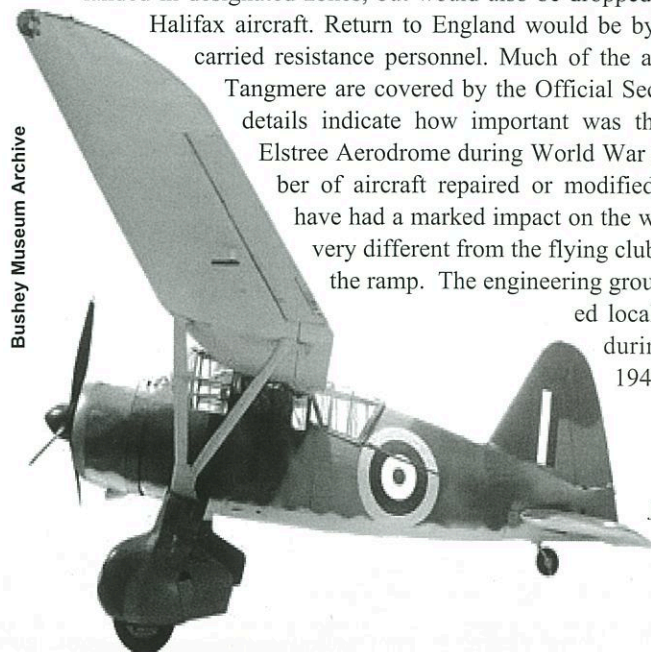 landed in designated zones, but would also be dropped
Halifax aircraft. Return to England would be by
carried resistance personnel. Much of the a
Tangmere are covered by the Official Sec
details indicate how important was th
Elstree Aerodrome during World War
ber of aircraft repaired or modified
have had a marked impact on the w
very different from the flying club
the ramp. The engineering grou
ed local
durin
194
Bushey Museum Archive